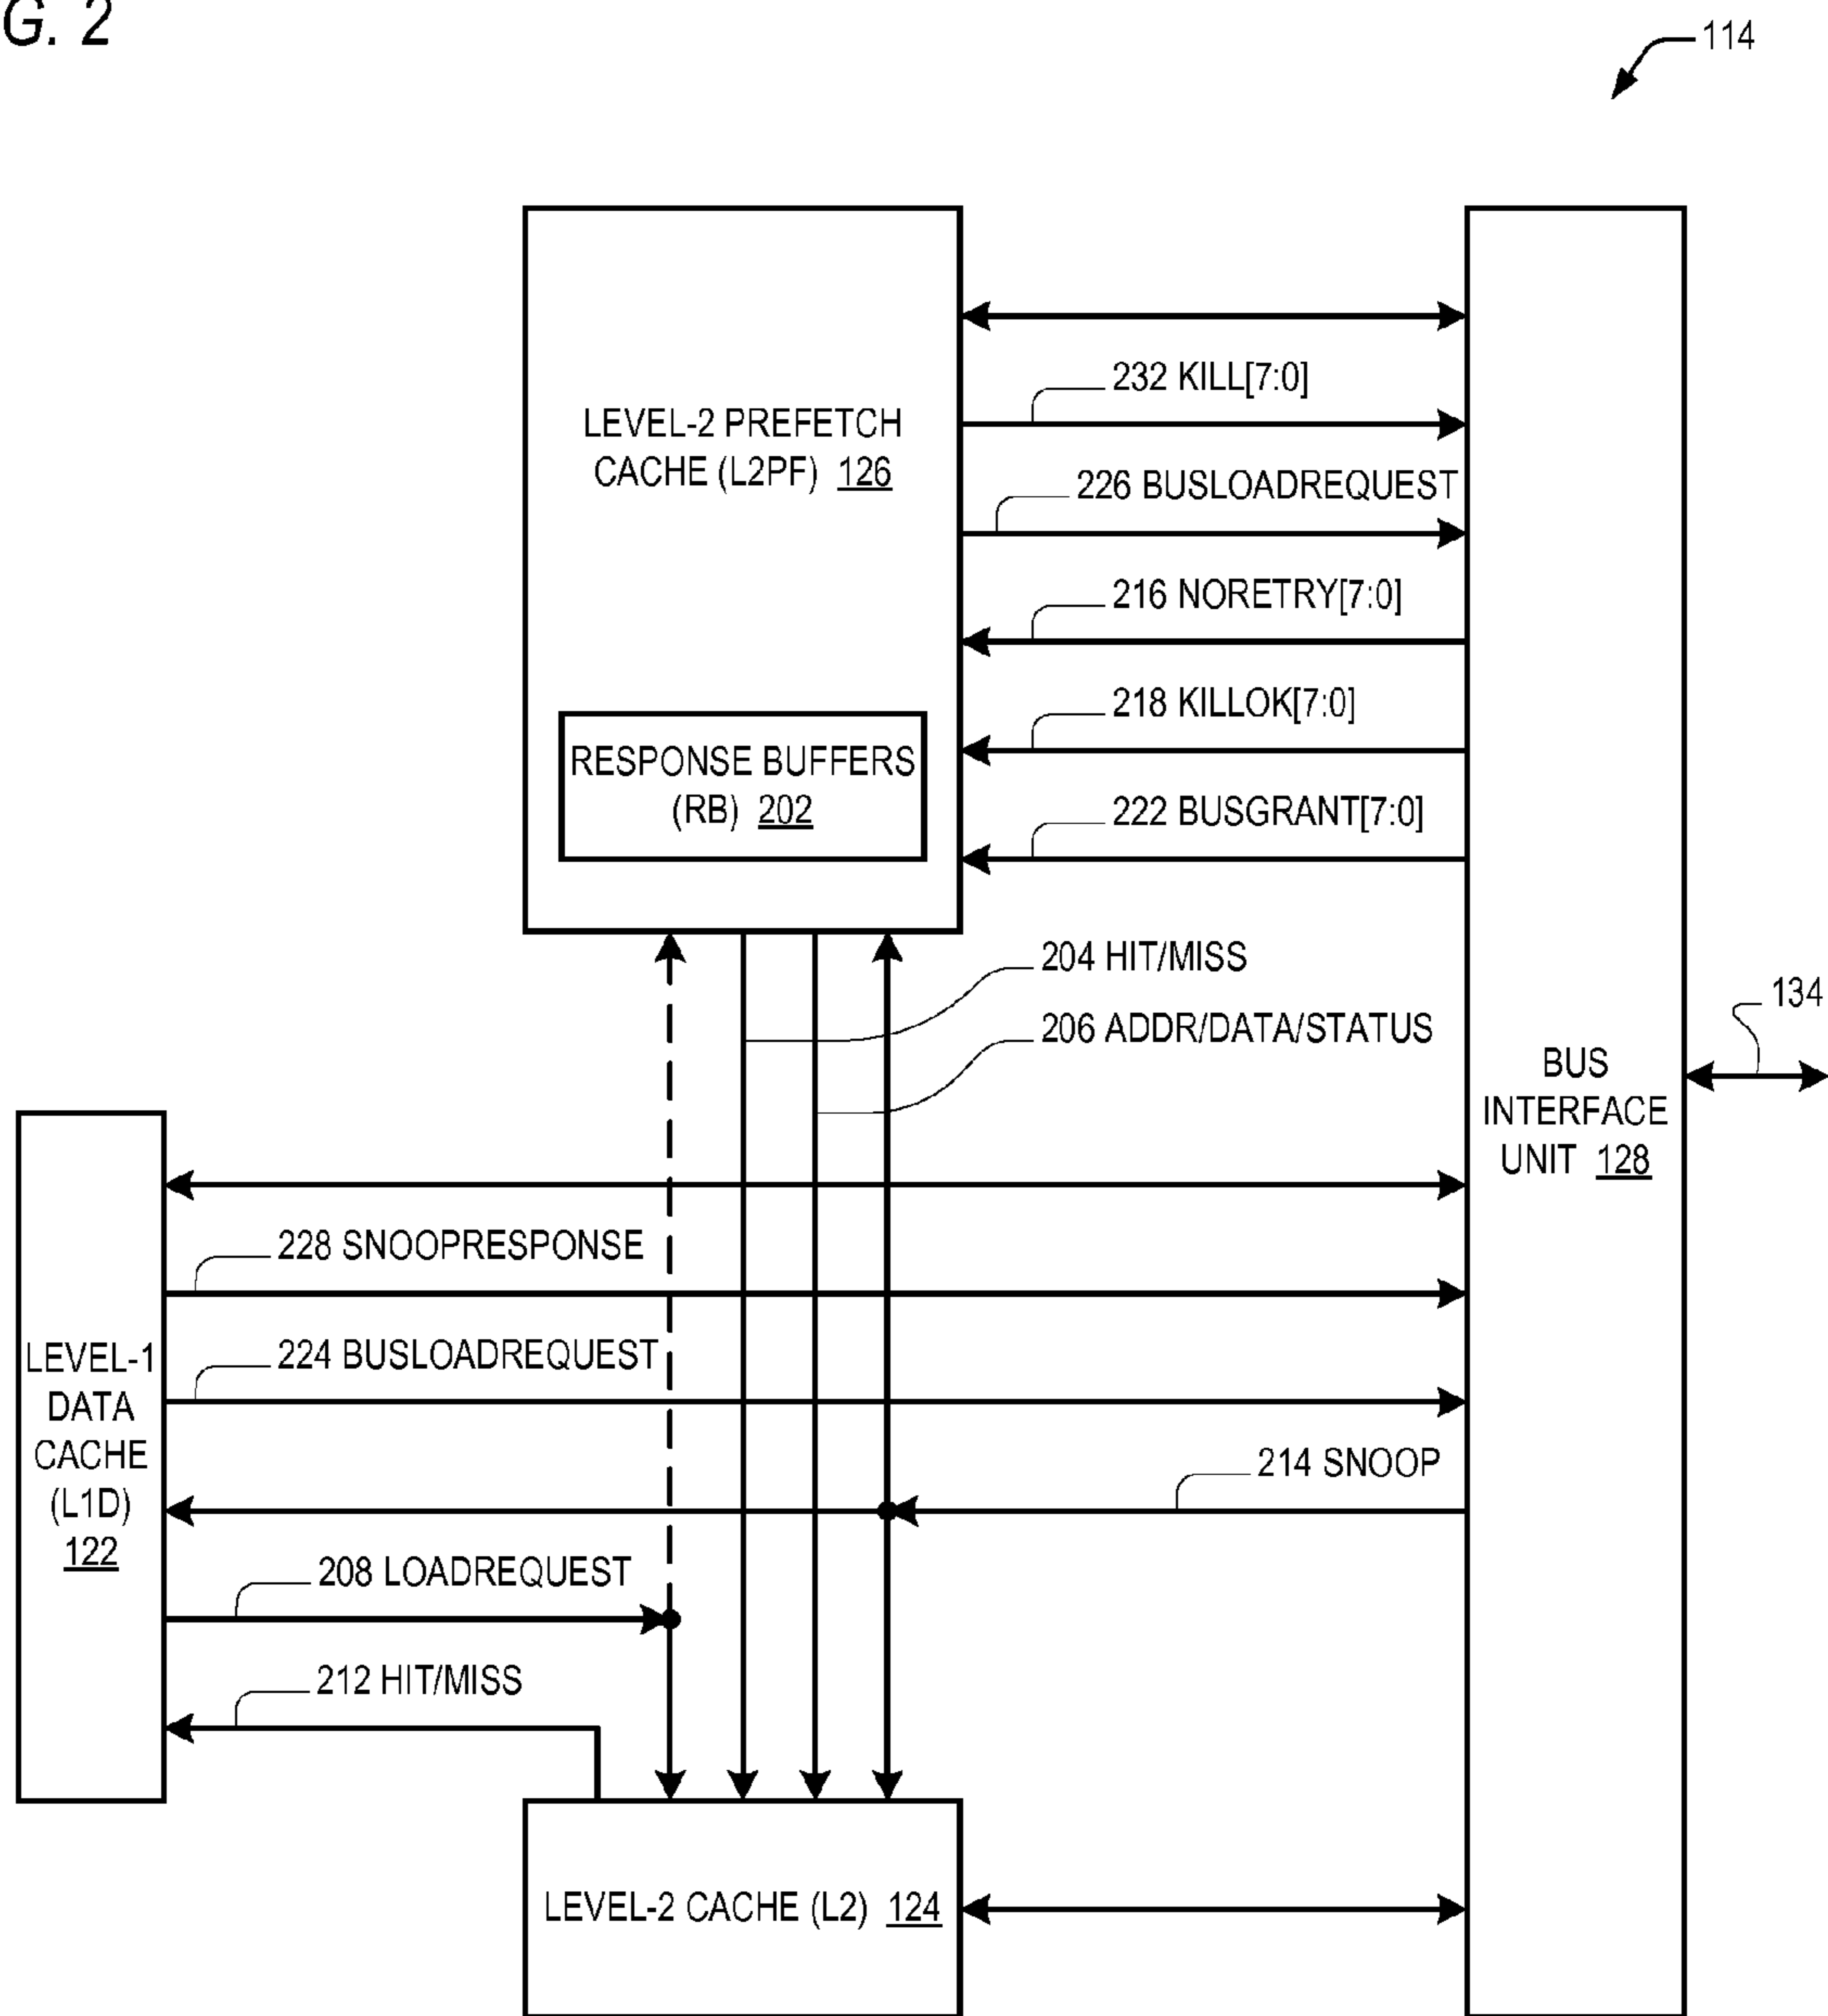 G. 2
114
232 KILL[7:0]
LEVEL-2 PREFETCH
CACHE (L2PF) 126
226 BUSLOADREQUEST
216 NORETRY[7:0]
218 KILLOK[7:0]
RESPONSE BUFFERS
(RB) 202
222 BUSGRANT[7:0]
204 HIT/MISS
206 ADDR/DATA/STATUS
134
BUS
INTERFACE
UNIT 128
228 SNOOPRESPONSE
224 BUSLOADREQUEST
LEVEL-1
DATA
CACHE
(L1D)
122
214 SNOOP
208 LOADREQUEST
212 HIT/MISS
LEVEL-2 CACHE (L2) 124